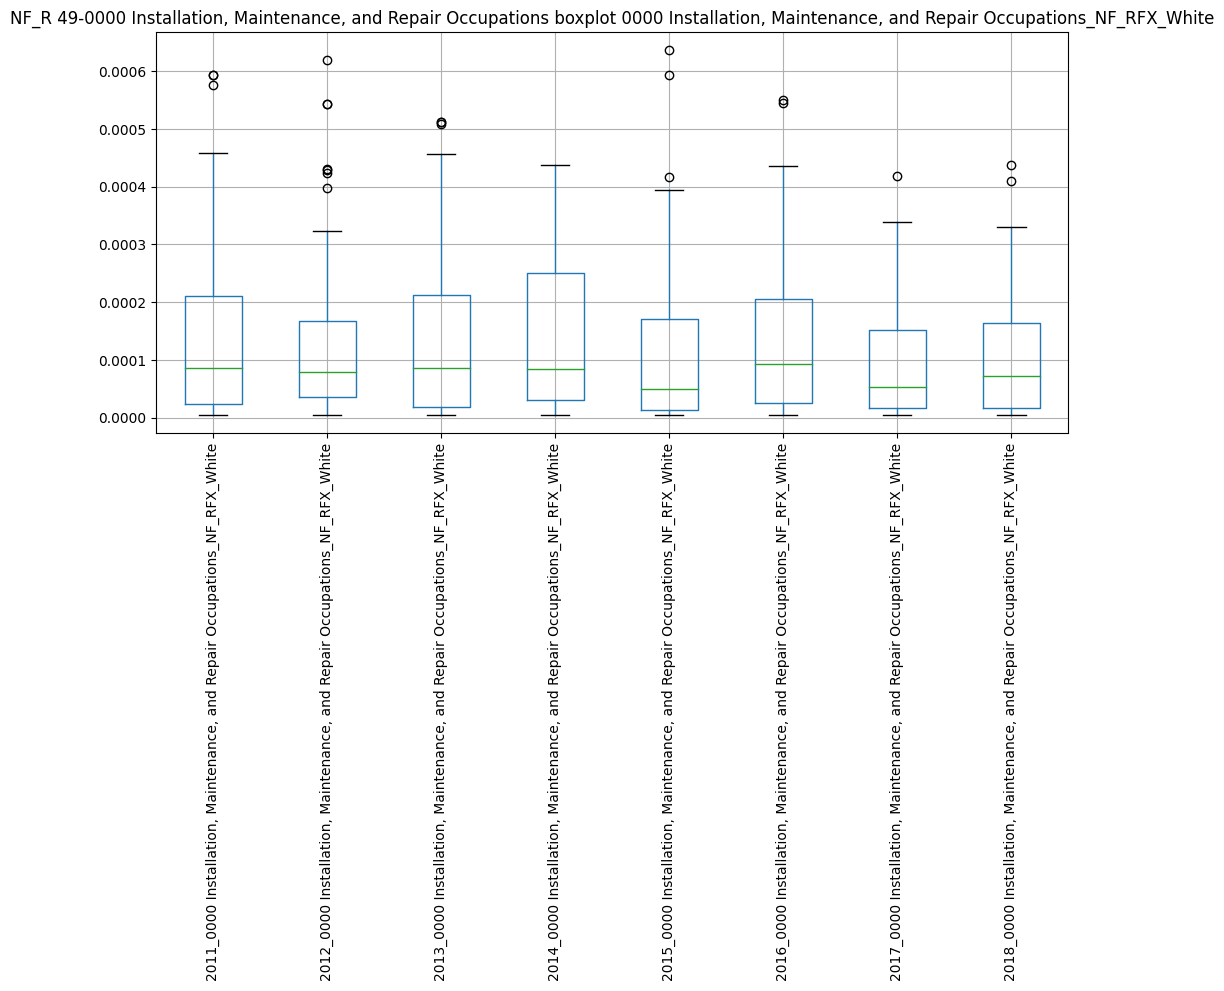 NF_R 49-0000 Installation, Maintenance, and Repair Occupations boxplot 0000 Installation, Maintenance, and Repair Occupations_NF_RFX_White
0.0006
0.0005
0.0004
0.0003
0.0002
0.0001
0.0000
2011_0000 Installation, Maintenance, and Repair Occupations_NF_RFX_White
2012_0000 Installation, Maintenance, and Repair Occupations_NF_RFX_White
2013_0000 Installation, Maintenance, and Repair Occupations_NF_RFX_White
2014_0000 Installation, Maintenance, and Repair Occupations_NF_RFX_White
2015_0000 Installation, Maintenance, and Repair Occupations_NF_RFX_White
2016_0000 Installation, Maintenance, and Repair Occupations_NF_RFX_White
2017_0000 Installation, Maintenance, and Repair Occupations_NF_RFX_White
2018_0000 Installation, Maintenance, and Repair Occupations_NF_RFX_White